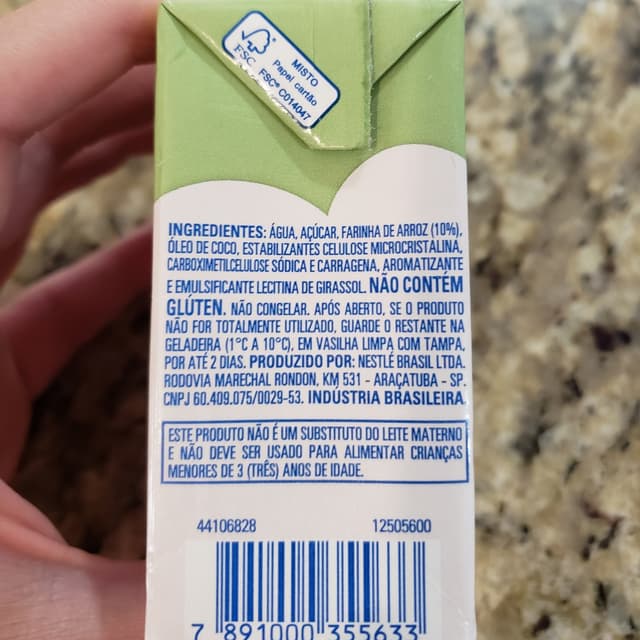 MISTO
Papel cartão
FSC FSC® C014047
INGREDIENTES: ÁGUA, AÇÚCAR, FARINHA DE ARROZ (10%),
ÓLEO DE COCO, ESTABILIZANTES CELULOSE MICROCRISTALINA,
CARBOXIMETILCELULOSE SÓDICA E CARRAGENA, AROMATIZANTE
E EMULSIFICANTE LECITINA DE GIRASSOL. NÃO CONTÉM
GLÚTEN. NÃO CONGELAR. APÓS ABERTO, SE O PRODUTO
NÃO FOR TOTALMENTE UTILIZADO, GUARDE O RESTANTE NA
GELADEIRA (1°C A 10°C), EM VASILHA LIMPA COM TAMPA,
POR ATÉ 2 DIAS. PRODUZIDO POR: NESTLÉ BRASIL LTDA.
RODOVIA MARECHAL RONDON, KM 531 - ARAÇATUBA - SP.
CNPJ 60.409.075/0029-53. INDÚSTRIA BRASILEIRA
ESTE PRODUTO NÃO É UM SUBSTITUTO DO LEITE MATERNO
E NÃO DEVE SER USADO PARA ALIMENTAR CRIANÇAS
MENORES DE 3 (TRÊS) ANOS DE IDADE.
44106828 12505600
7 891000 355633